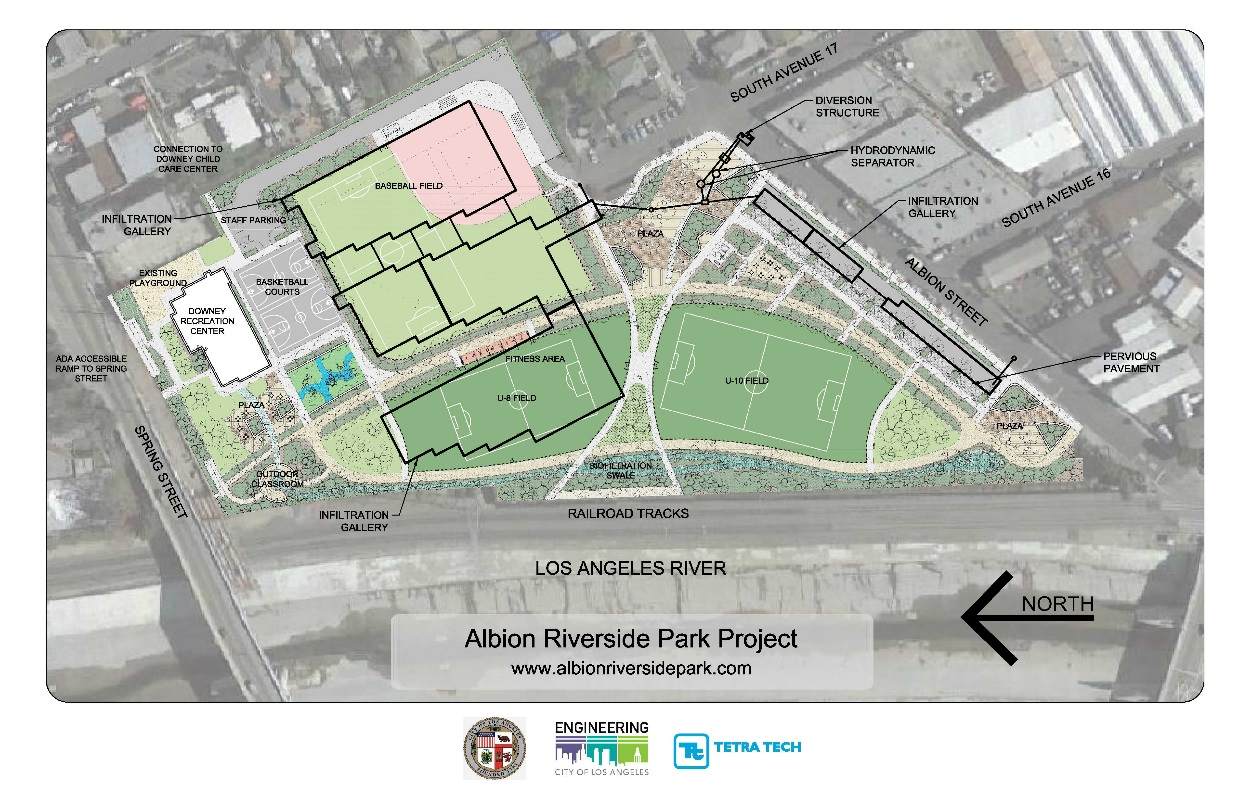 SOUTH AVENUE 17
DIVERSION
STRUCTURE
HYDRODYNAMIC
SEPARATOR
CONNECTION TO
DOWNEY CHILD
CARE CENTER
BASEBALL FIELD
SOUTH AVENUE 16
INFILTRATION
GALLERY
INFILTRATION
GALLERY
STAFF PARKING
PLAZA
ALBION STREET
EXISTING
PLAYGROUND
BASKETBALL
COURTS
DOWNEY
RECREATION
CENTER
ADA ACCESSIBLE
RAMP TO SPRING
STREET
FITNESS AREA
PERVIOUS
PAVEMENT
U-10 FIELD
U-8 FIELD
PLAZA
PLAZA
SPRING STREET
OUTDOOR
CLASSROOM
BIOFILTRATION
SWALE
INFILTRATION
GALLERY
RAILROAD TRACKS
LOS ANGELES RIVER
NORTH
Albion Riverside Park Project
www.albionriversidepark.com
ENGINEERING
CITY OF LOS ANGELES
Tt
TETRA TECH